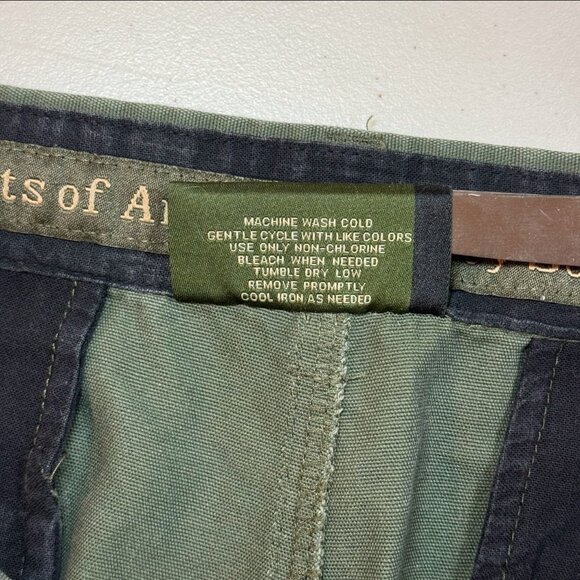 ts of A
MACHINE WASH COLD
GENTLE CYCLE WITH LIKE COLORS
USE ONLY NON-CHLORINE
BLEACH WHEN NEEDED
TUMBLE DRY LOW
REMOVE PROMPTLY
COOL IRON AS NEEDED